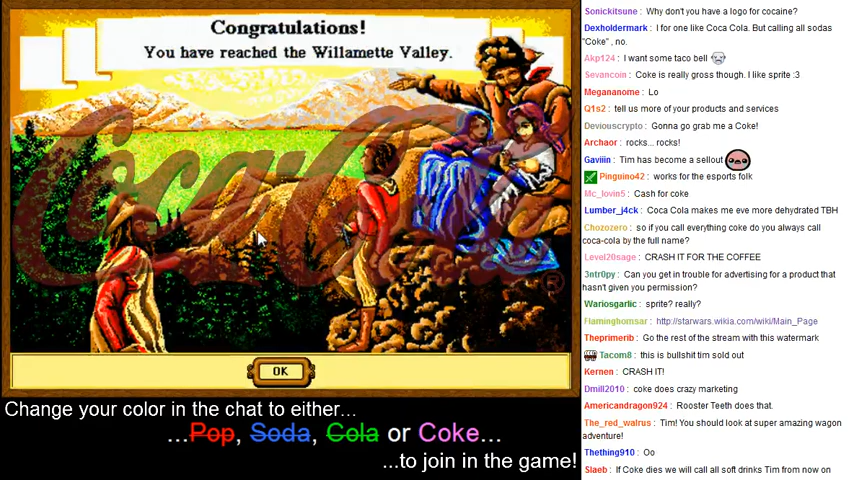 Congratulations!
You have reached the Willamette Valley.
Coca-Cola
®
OK
Change your color in the chat to either...
...Pop, Soda, Cola or Coke...
...to join in the game!
Sonickitsune : Why don't you have a logo for cocaine?
Dexholdermark : I for one like Coca Cola. But calling all sodas
"Coke" , no.
Akp124 : I want some taco bell
Sevancoin : Coke is really gross though. I like sprite :3
Megananome : Lo
Q1s2 : tell us more of your products and services
Deviouscrypto : Gonna go grab me a Coke!
Archaor : rocks... rocks!
Gaviiin : Tim has become a sellout
Pinguino42 : works for the esports folk
Mc_lovin5 : Cash for coke
Lumber_j4ck : Coca Cola makes me eve more dehydrated TBH
Chozozero : so if you call everything coke do you always call
coca-cola by the full name?
Level20sage : CRASH IT FOR THE COFFEE
3ntr0py : Can you get in trouble for advertising for a product that
hasn't given you permission?
Wariosgarlic : sprite? really?
Flaminghomsar : http://starwars.wikia.com/wiki/Main_Page
Theprimerib : Go the rest of the stream with this watermark
Tacom8 : this is bullshit tim sold out
Kernen : CRASH IT!
Dmill2010 : coke does crazy marketing
Americandragon924 : Rooster Teeth does that.
The_red_walrus : Tim! You should look at super amazing wagon
adventure!
Thething910 : Oo
Slaeb : If Coke dies we will call all soft drinks Tim from now on